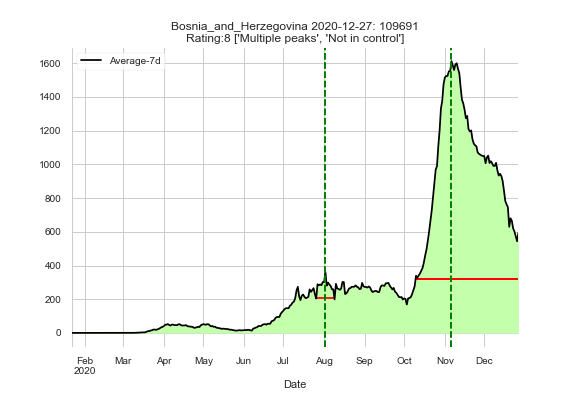 Bosnia_and_Herzegovina 2020-12-27: 109691
Rating:8 ['Multiple peaks', 'Not in control']
Average-7d
1600
1400
1200
1000
800
600
400
200
0
Feb Mar Apr May Jun Jul Aug Sep Oct Nov Dec
2020
Date